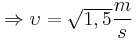 ⇒ υ = √1,5 m/s